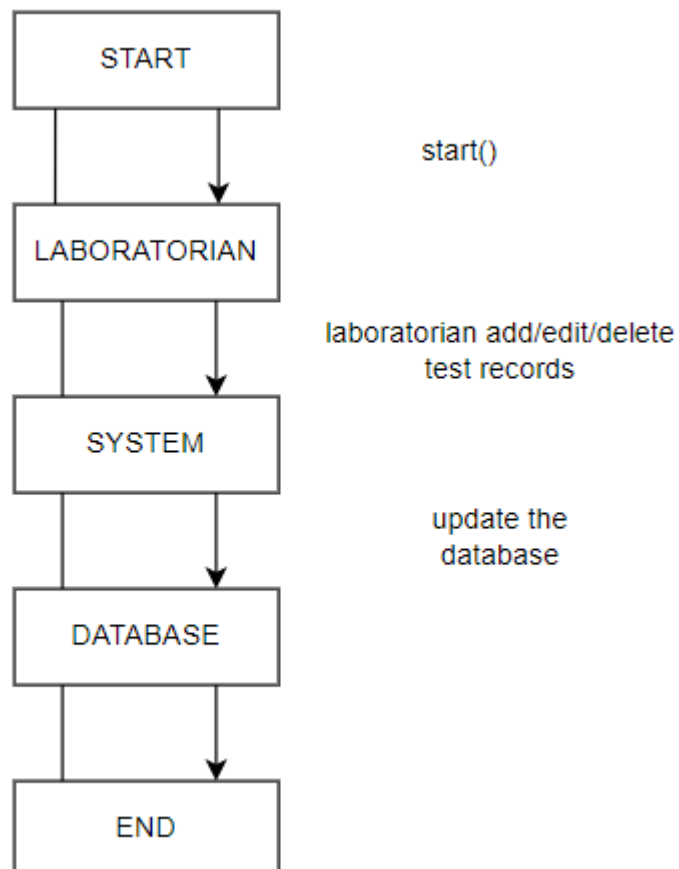 START
start()
LABORATORIAN
laboratorian add/edit/delete
test records
SYSTEM
update the
database
DATABASE
END